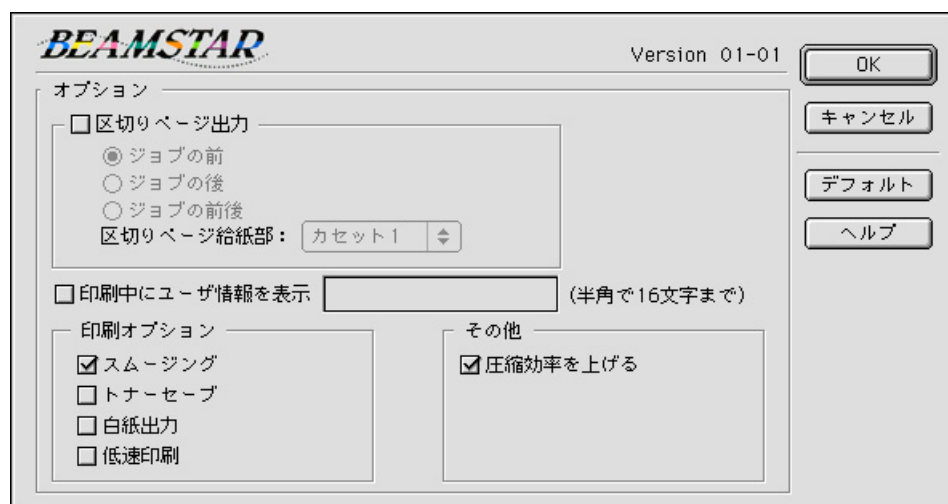 BEAMSTAR
Version 01-01
OK
キャンセル
デフォルト
ヘルプ
オプション
区切りページ出力
ジョブの前
ジョブの後
ジョブの前後
区切りページ給紙部： カセット1
印刷中にユーザ情報を表示 (半角で16文字まで)
印刷オプション
スムージング
トナーセーブ
白紙出力
低速印刷
その他
圧縮効率を上げる